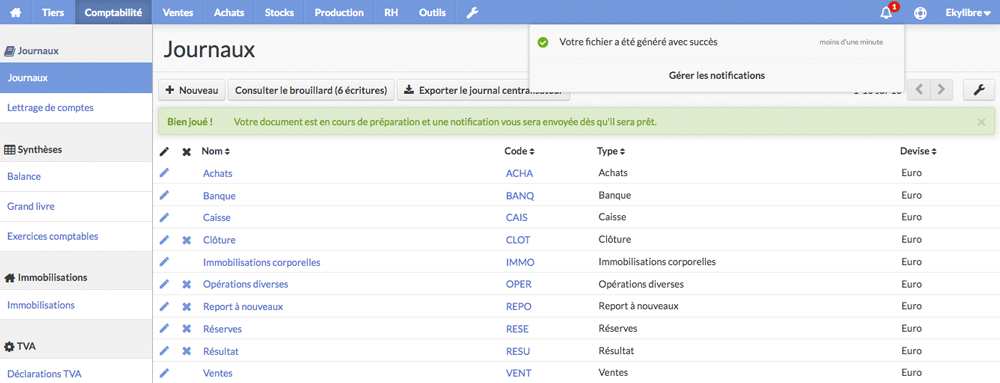 Tiers Comptabilité Ventes Achats Stocks Production RH Outils 1 Ekylibre
Journaux
Journaux
Lettrage de comptes
Synthèses
Balance
Grand livre
Exercices comptables
Immobilisations
Immobilisations
TVA
Déclarations TVA
Journaux
Votre fichier a été généré avec succès moins d'une minute
Gérer les notifications
Nouveau Consulter le brouillard (6 écritures) Exporter le journal centralisateur
Bien joué ! Votre document est en cours de préparation et une notification vous sera envoyée dès qu'il sera prêt.
Nom Code Type Devise
Achats ACHA Achats Euro
Banque BANQ Banque Euro
Caisse CAIS Caisse Euro
Clôture CLOT Clôture Euro
Immobilisations corporelles IMMO Immobilisations corporelles Euro
Opérations diverses OPER Opérations diverses Euro
Report à nouveaux REPO Report à nouveaux Euro
Réserves RESE Réserves Euro
Résultat RESU Résultat Euro
Ventes VENT Ventes Euro